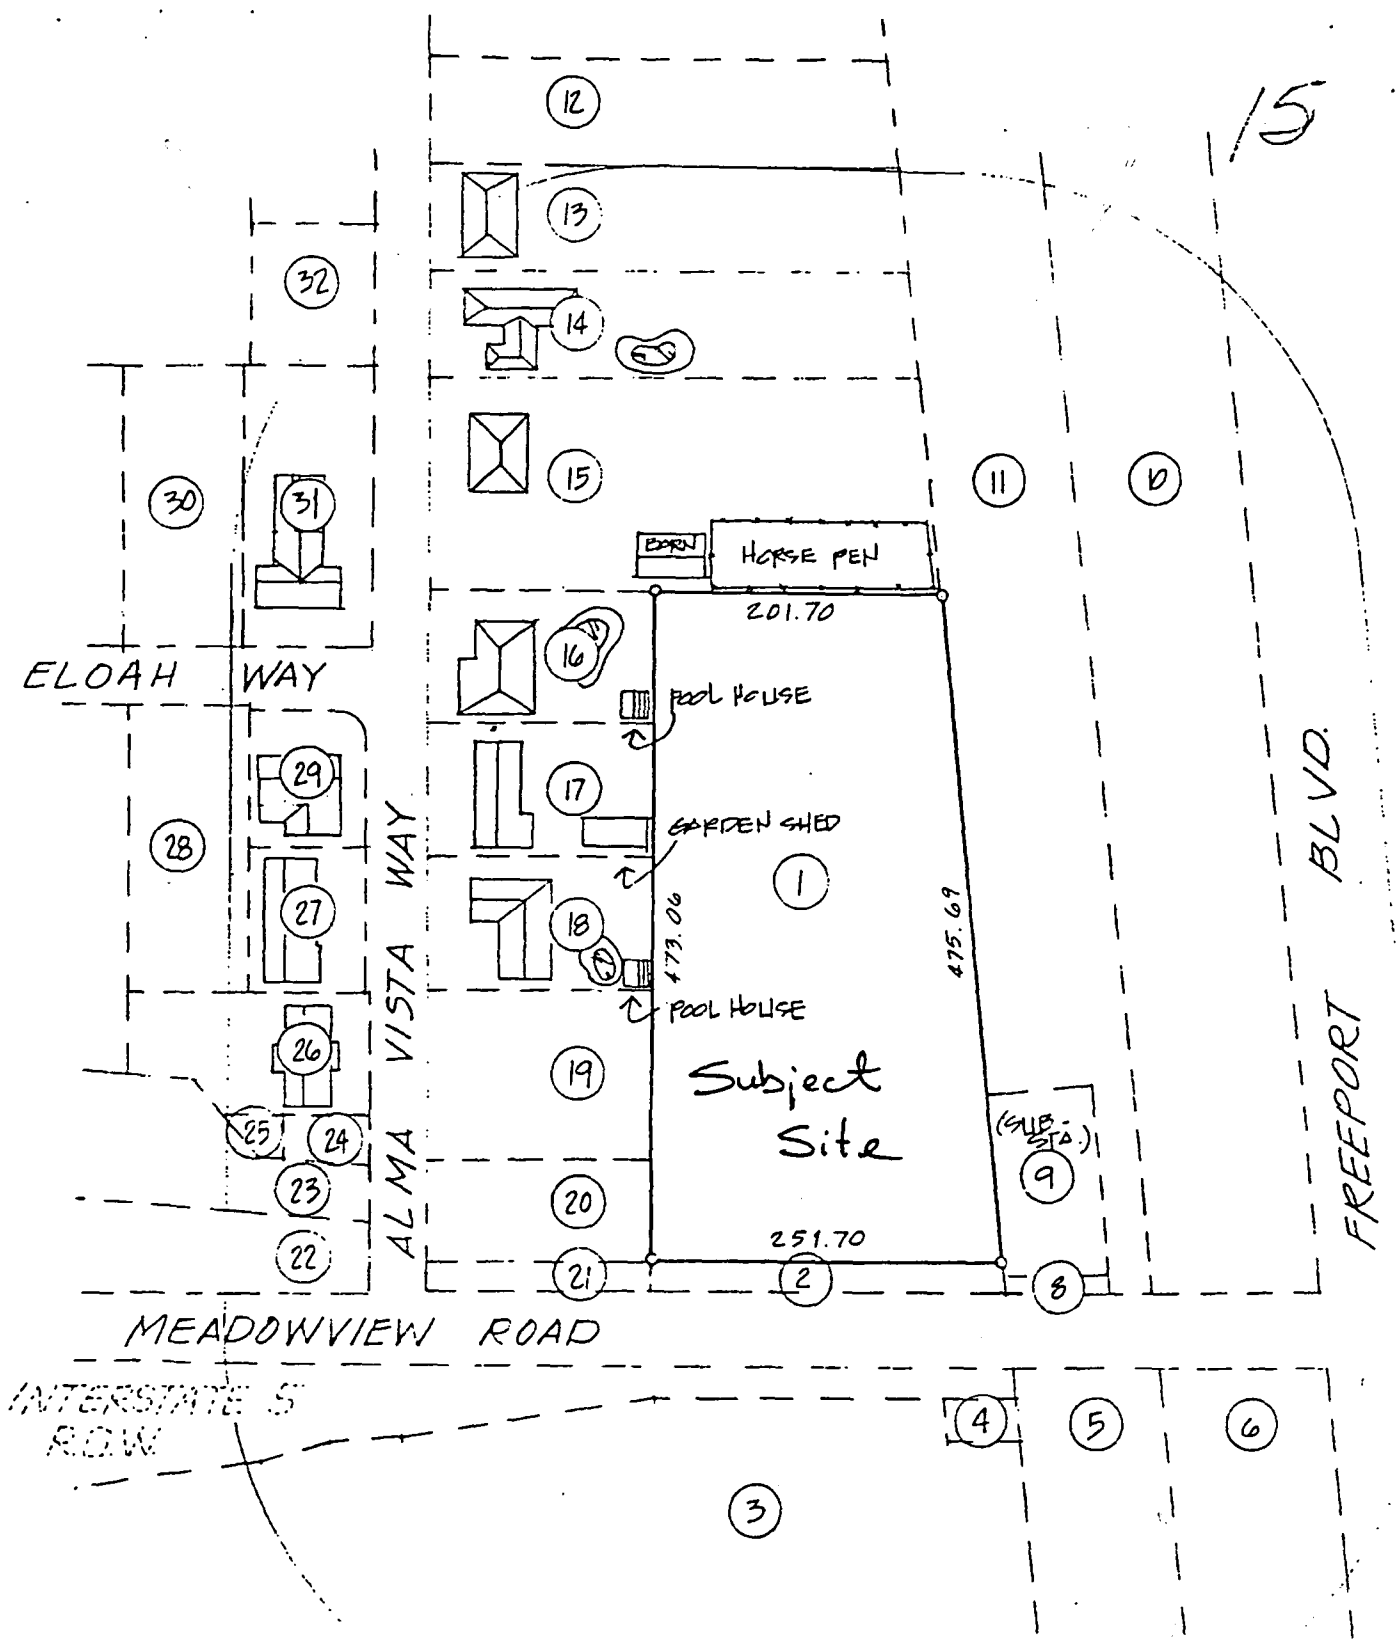 15
12
13
32
14
15
30
31
11
10
BARN
HORSE PEN
201.70
16
ELOAH WAY
POOL HOUSE
29
17
GARDEN SHED
28
1
27
18
473.06
475.69
POOL HOUSE
26
19
Subject
Site
25
24
(SUB-
STA.)
9
23
20
22
251.70
21
2
8
ALMA VISTA WAY
FREEPORT BLVD.
MEADOWVIEW ROAD
INTERSTATE 5
R.O.W
4
5
6
3